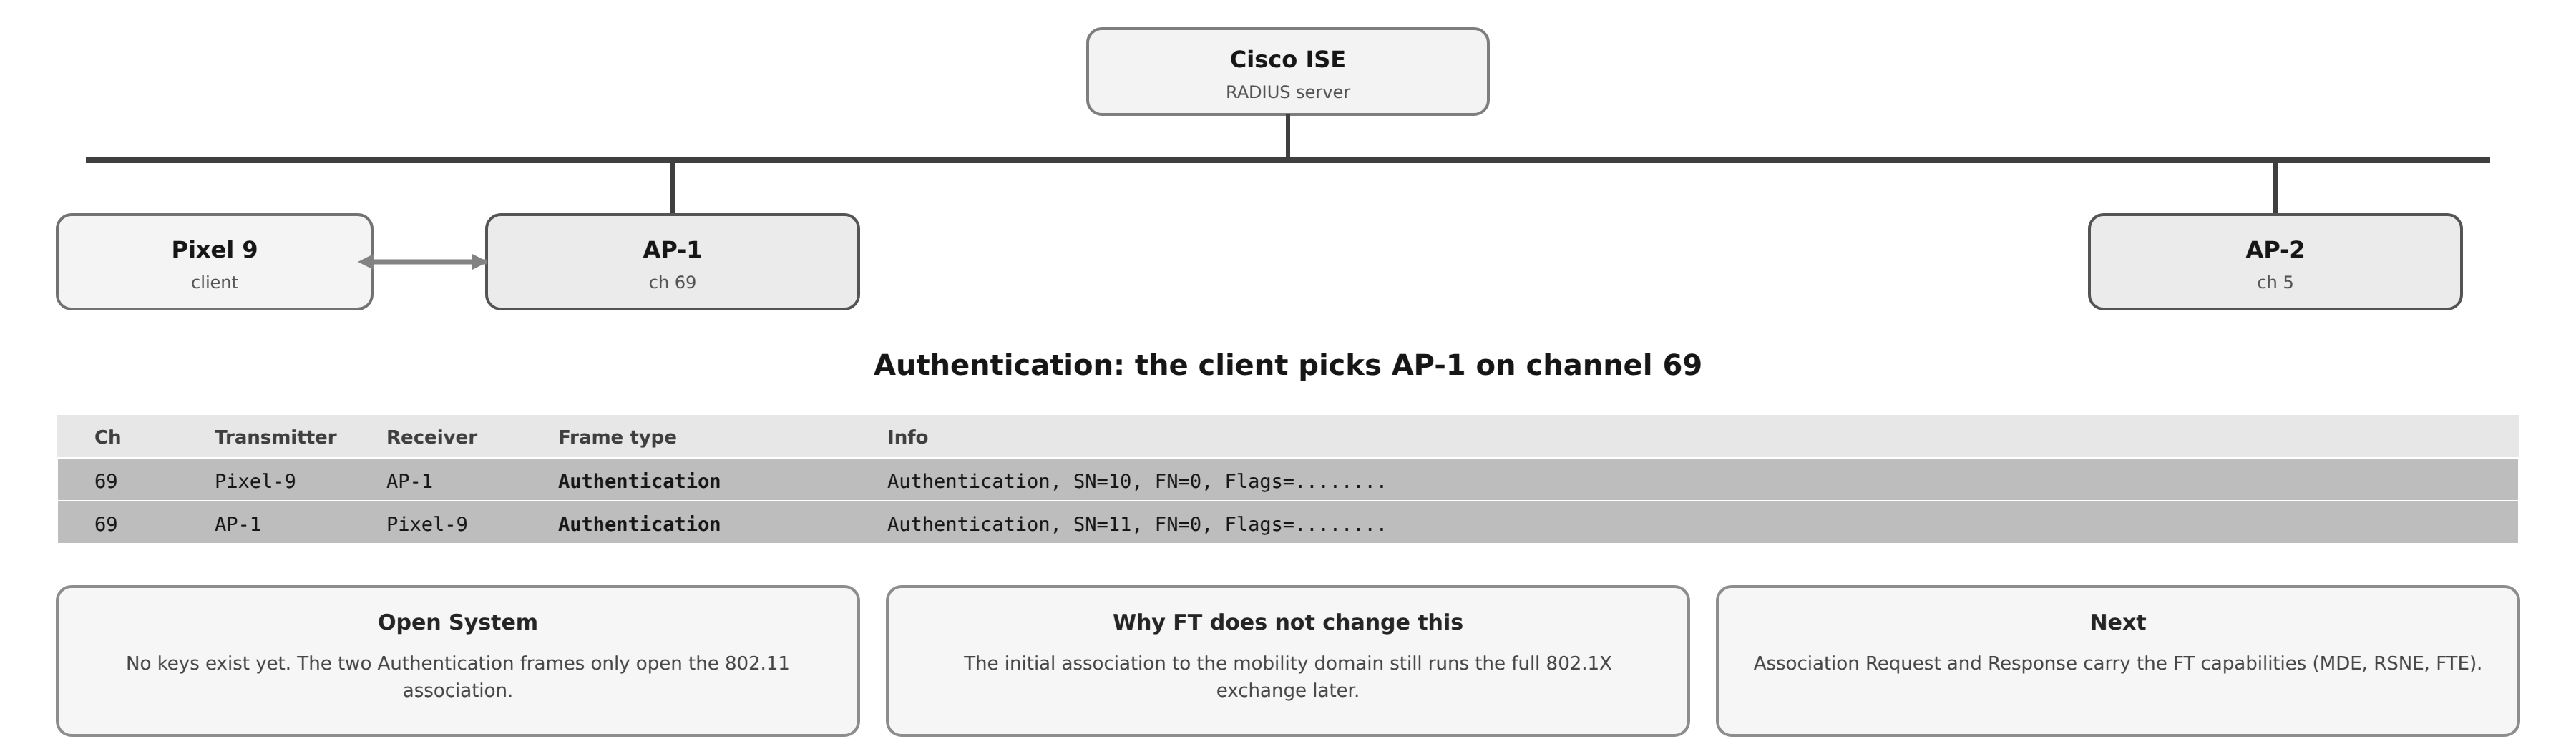 Cisco ISE
RADIUS server
Pixel 9
client
AP-1
ch 69
AP-2
ch 5
Authentication: the client picks AP-1 on channel 69
Ch Transmitter Receiver Frame type Info
69 Pixel-9 AP-1 Authentication Authentication, SN=10, FN=0, Flags=........
69 AP-1 Pixel-9 Authentication Authentication, SN=11, FN=0, Flags=........
Open System
No keys exist yet. The two Authentication frames only open the 802.11
association.
Why FT does not change this
The initial association to the mobility domain still runs the full 802.1X
exchange later.
Next
Association Request and Response carry the FT capabilities (MDE, RSNE, FTE).